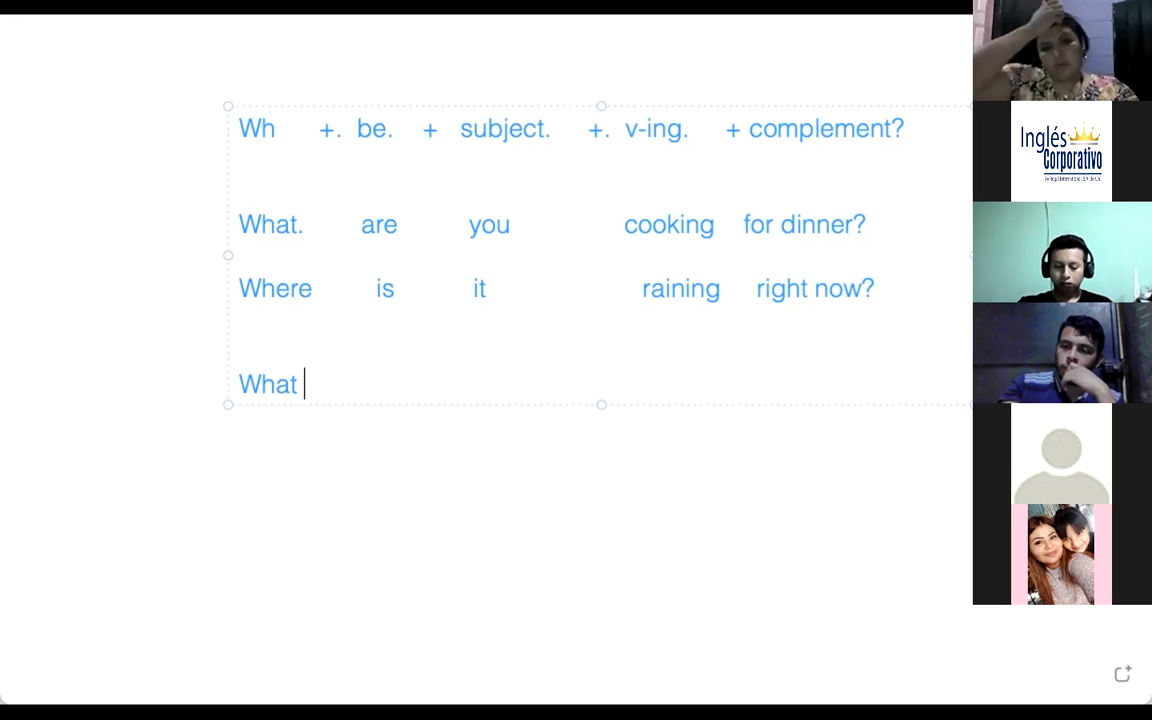 Wh +. be. + subject. +. v-ing. + complement?
What. are you cooking for dinner?
Where is it raining right now?
What
Inglés
Corporativo